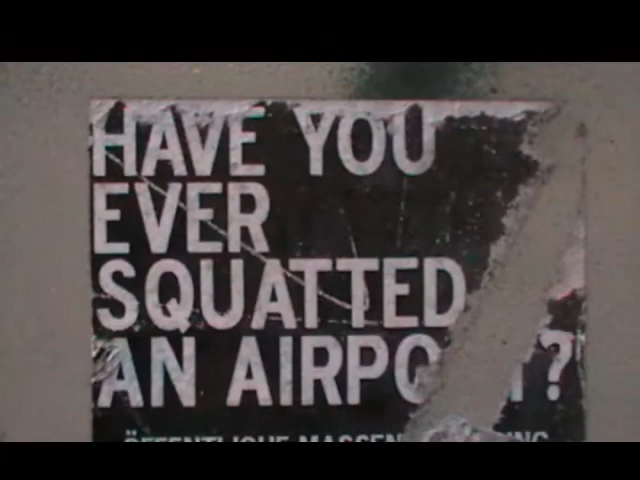 HAVE YOU
EVER
SQUATTED
AN AIRPORT?
ÖFFENTLICHE MASSEN